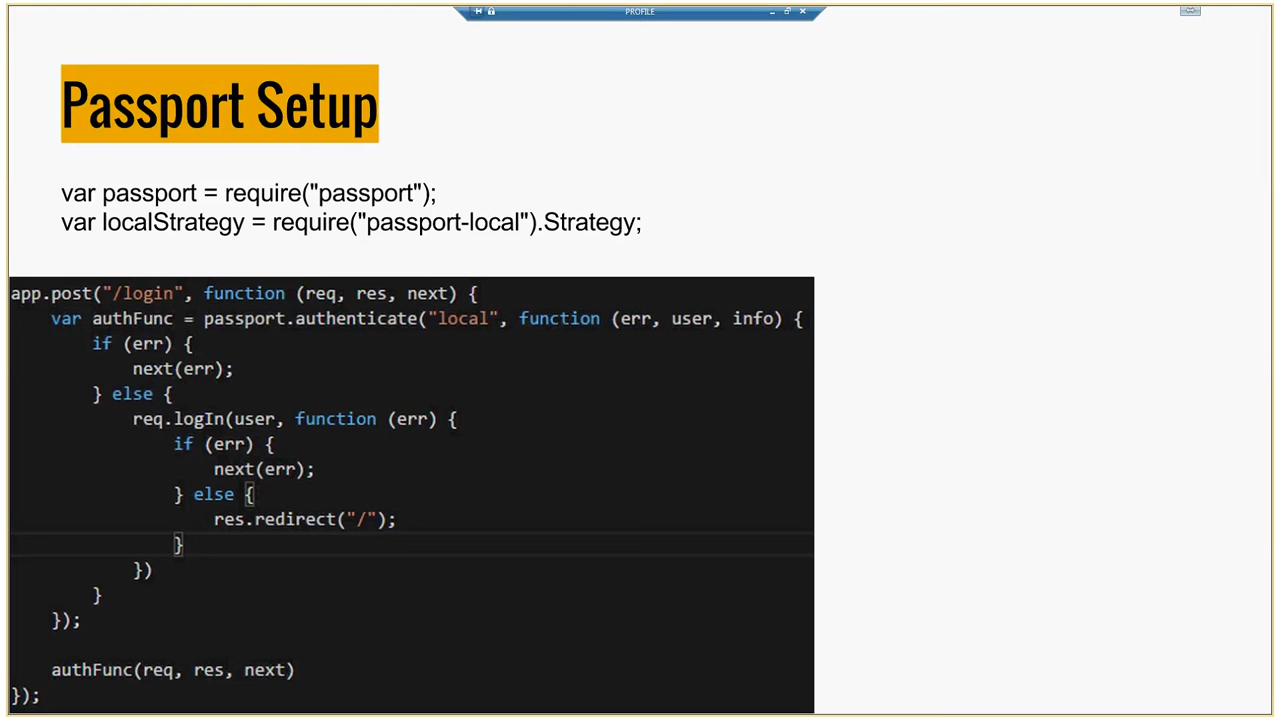 PROFILE
Passport Setup
var passport = require("passport");
var localStrategy = require("passport-local").Strategy;
app.post("/login", function (req, res, next) {
    var authFunc = passport.authenticate("local", function (err, user, info) {
        if (err) {
            next(err);
        } else {
            req.logIn(user, function (err) {
                if (err) {
                    next(err);
                } else {
                    res.redirect("/");
                }
            })
        }
    });
    authFunc(req, res, next)
});